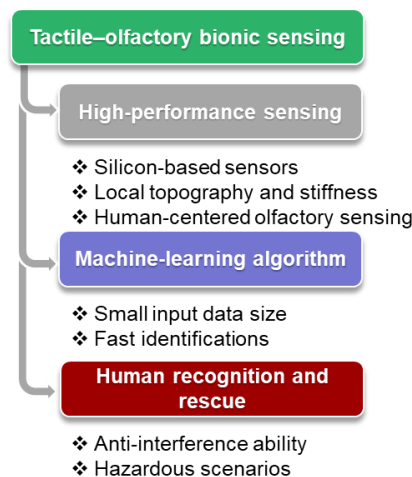 Tactile–olfactory bionic sensing
High-performance sensing
❖ Silicon-based sensors
❖ Local topography and stiffness
❖ Human-centered olfactory sensing
Machine-learning algorithm
❖ Small input data size
❖ Fast identifications
Human recognition and
rescue
❖ Anti-interference ability
❖ Hazardous scenarios